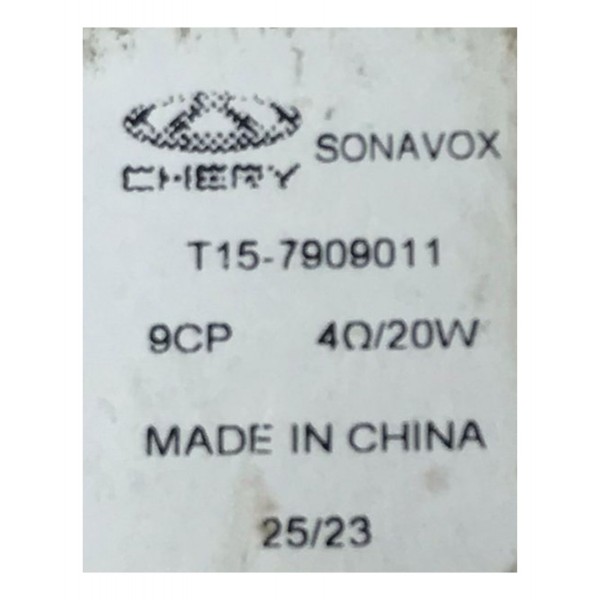 CHERY SONAVOX
T15-7909011
9CP 4Ω/20W
MADE IN CHINA
25/23